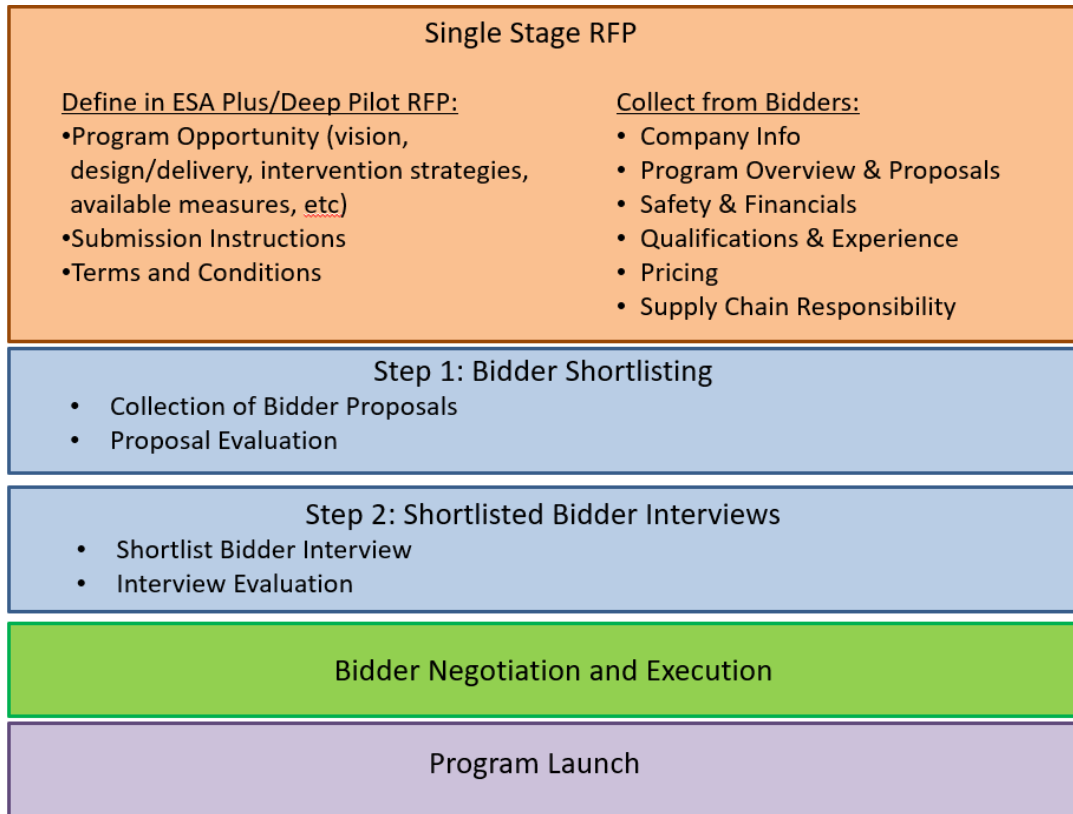 Single Stage RFP
Define in ESA Plus/Deep Pilot RFP:
•Program Opportunity (vision,
design/delivery, intervention strategies,
available measures, etc)
•Submission Instructions
•Terms and Conditions
Collect from Bidders:
• Company Info
• Program Overview & Proposals
• Safety & Financials
• Qualifications & Experience
• Pricing
• Supply Chain Responsibility
Step 1: Bidder Shortlisting
• Collection of Bidder Proposals
• Proposal Evaluation
Step 2: Shortlisted Bidder Interviews
• Shortlist Bidder Interview
• Interview Evaluation
Bidder Negotiation and Execution
Program Launch